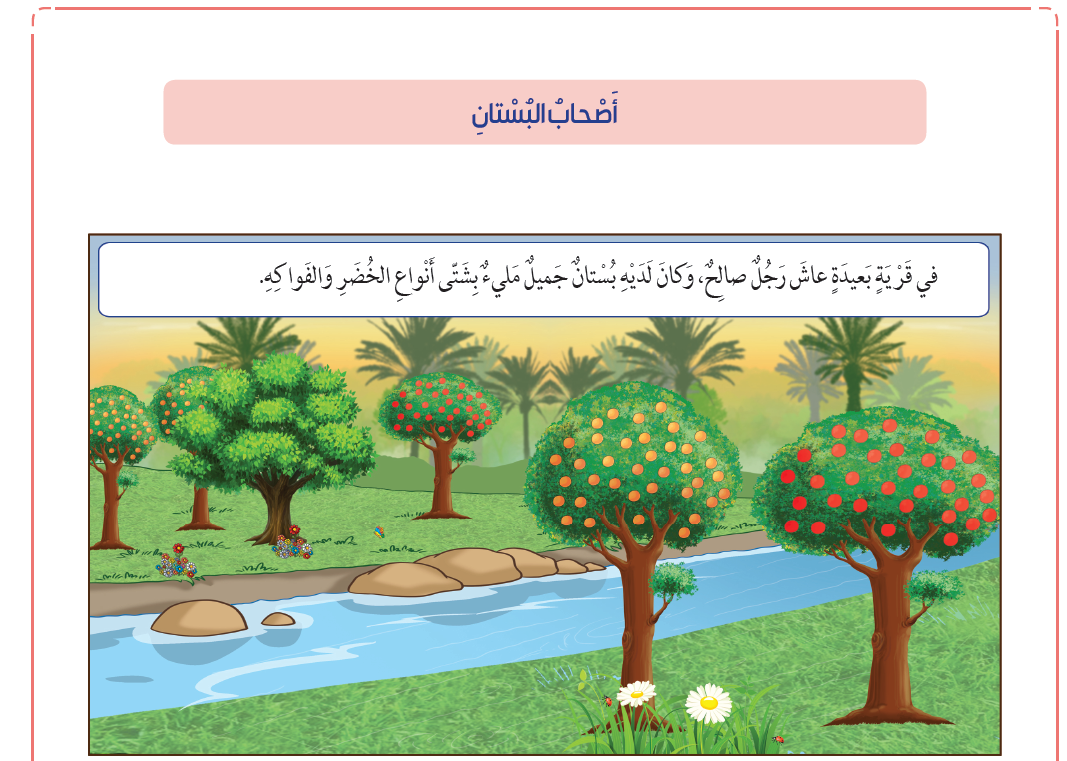 أَصْحابُ البُسْتانِ
في قَرْيَةٍ بَعيدَةٍ عاشَ رَجُلٌ صالِحٌ، وَكانَ لَدَيْهِ بُسْتانٌ جَميلٌ مَليءٌ بِشَتّى أَنْواعِ الخُضَرِ وَالفَواكِهِ.